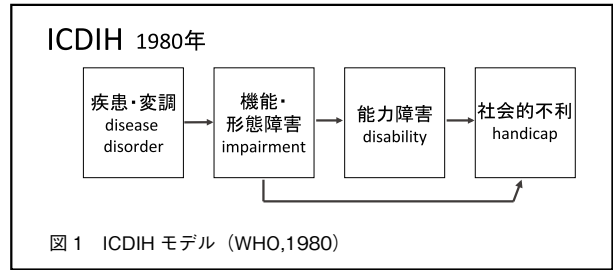 ICDIH 1980年
疾患・変調
disease
disorder
機能・
形態障害
impairment
能力障害
disability
社会的不利
handicap
図1 ICDIH モデル（WHO,1980）